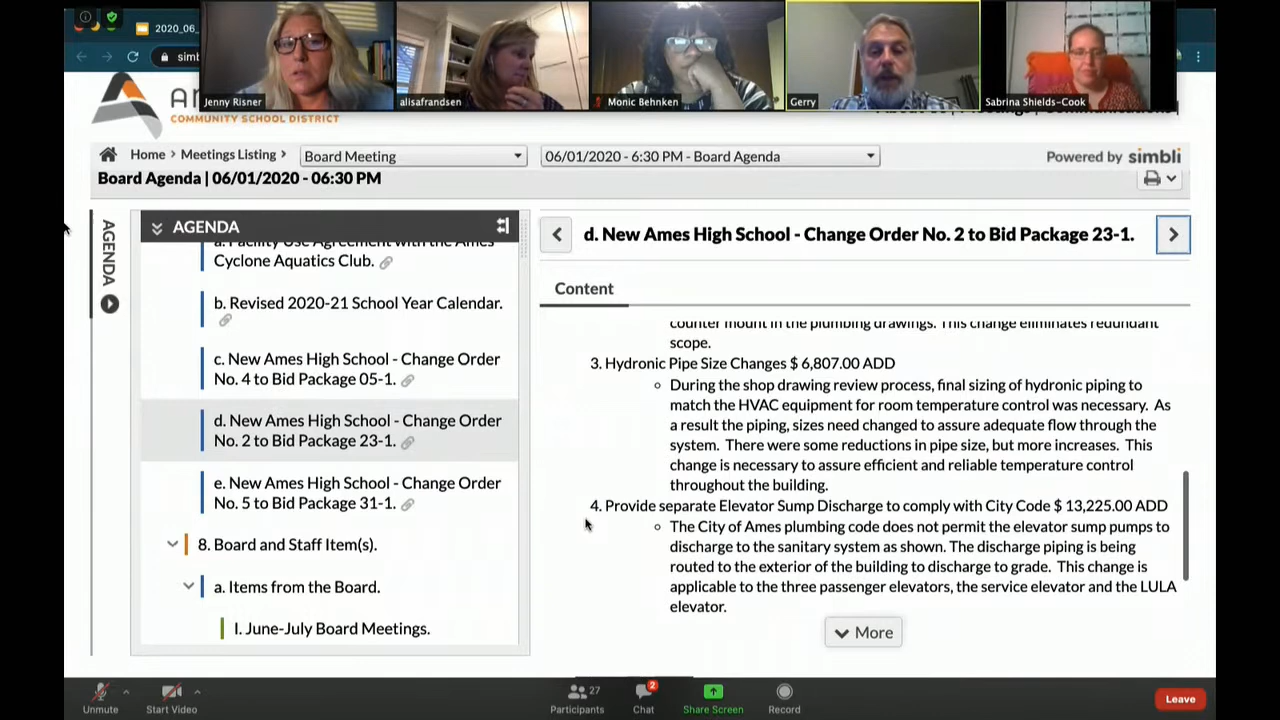 2020_06_
simb
Jenny Risner
alisafrandsen
Monic Behnken
Gerry
Sabrina Shields-Cook
COMMUNITY SCHOOL DISTRICT
Home > Meetings Listing >
Board Meeting
06/01/2020 - 6:30 PM - Board Agenda
Powered by simbli
Board Agenda | 06/01/2020 - 06:30 PM
AGENDA
AGENDA
a. Facility Use Agreement with the Ames
Cyclone Aquatics Club.
b. Revised 2020-21 School Year Calendar.
c. New Ames High School - Change Order
No. 4 to Bid Package 05-1.
d. New Ames High School - Change Order
No. 2 to Bid Package 23-1.
e. New Ames High School - Change Order
No. 5 to Bid Package 31-1.
8. Board and Staff Item(s).
a. Items from the Board.
I. June-July Board Meetings.
d. New Ames High School - Change Order No. 2 to Bid Package 23-1.
Content
counter mount in the plumbing drawings. This change eliminates redundant
scope.
3. Hydronic Pipe Size Changes $ 6,807.00 ADD
During the shop drawing review process, final sizing of hydronic piping to
match the HVAC equipment for room temperature control was necessary. As
a result the piping, sizes need changed to assure adequate flow through the
system. There were some reductions in pipe size, but more increases. This
change is necessary to assure efficient and reliable temperature control
throughout the building.
4. Provide separate Elevator Sump Discharge to comply with City Code $ 13,225.00 ADD
The City of Ames plumbing code does not permit the elevator sump pumps to
discharge to the sanitary system as shown. The discharge piping is being
routed to the exterior of the building to discharge to grade. This change is
applicable to the three passenger elevators, the service elevator and the LULA
elevator.
More
Unmute
Start Video
27
Participants
2
Chat
Share Screen
Record
Leave